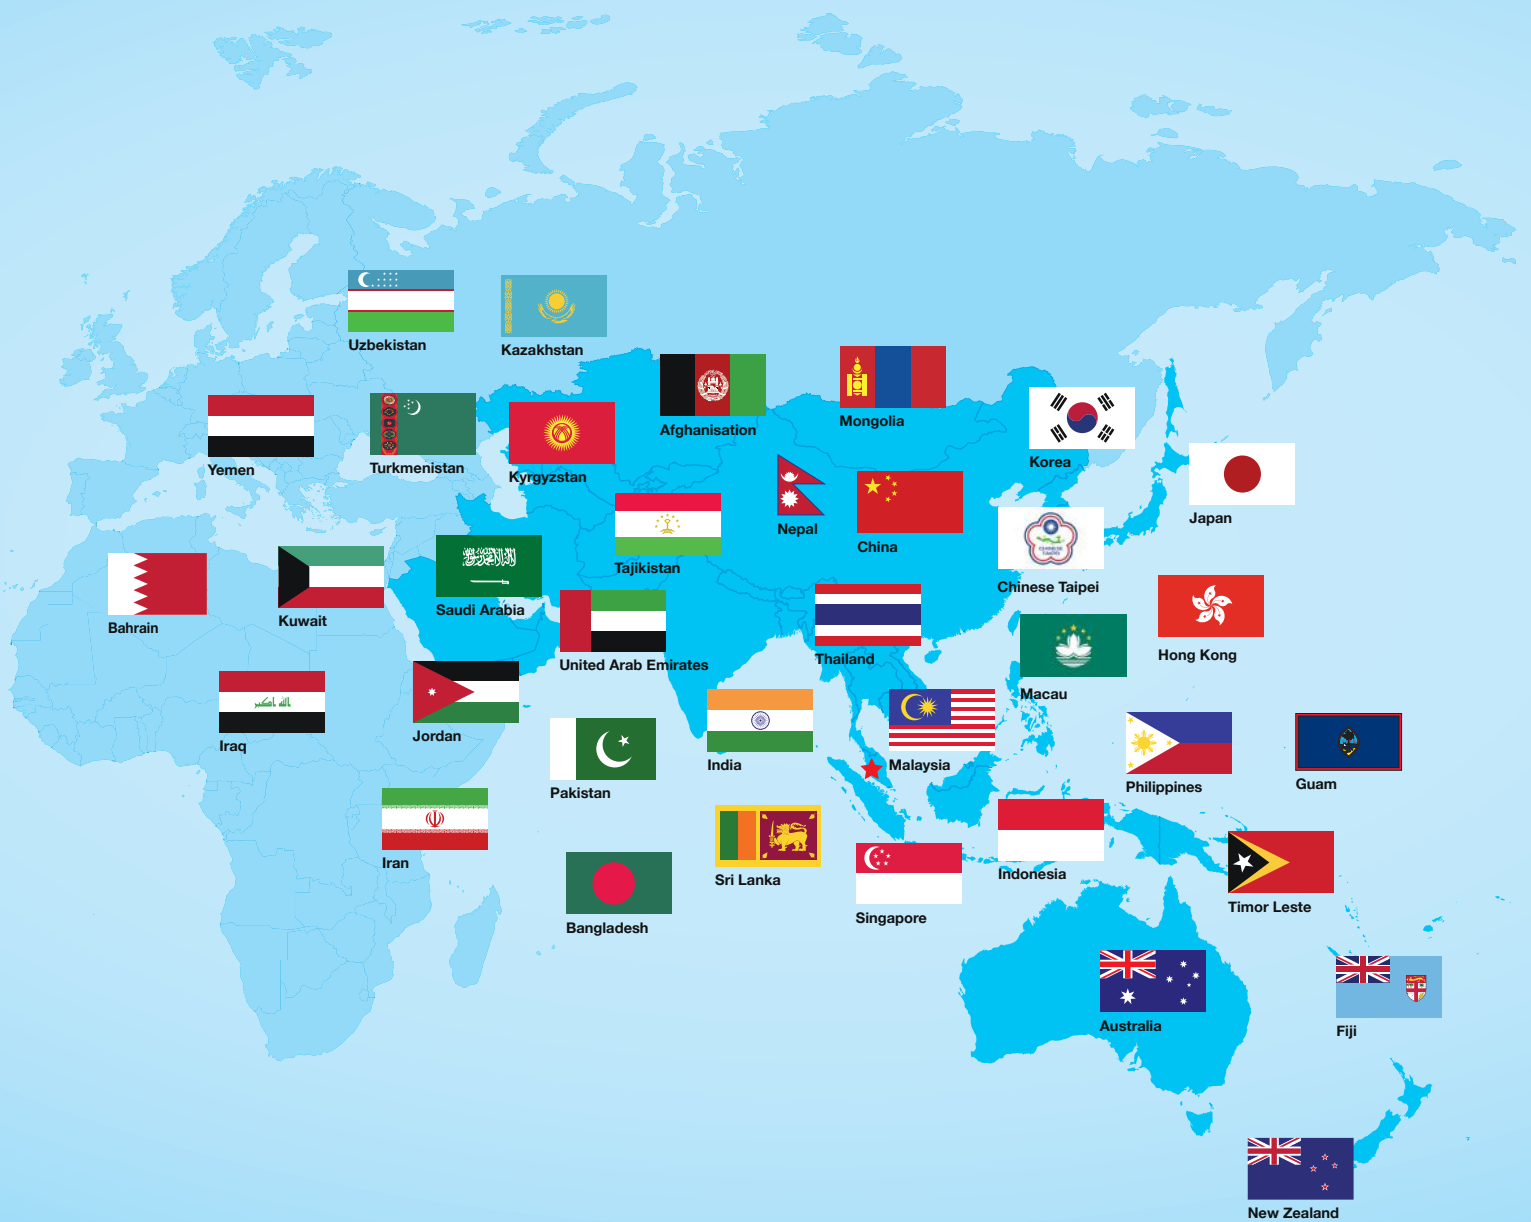 Uzbekistan
Kazakhstan
Afghanisation
Mongolia
Korea
Yemen
Turkmenistan
Kyrgyzstan
Nepal
China
Japan
Tajikistan
CHINESE
TAIPEI
Chinese Taipei
Bahrain
Kuwait
Saudi Arabia
United Arab Emirates
Thailand
Hong Kong
Macau
Iraq
Jordan
Pakistan
India
Malaysia
Philippines
Guam
Iran
Sri Lanka
Indonesia
Bangladesh
Singapore
Timor Leste
Australia
Fiji
New Zealand